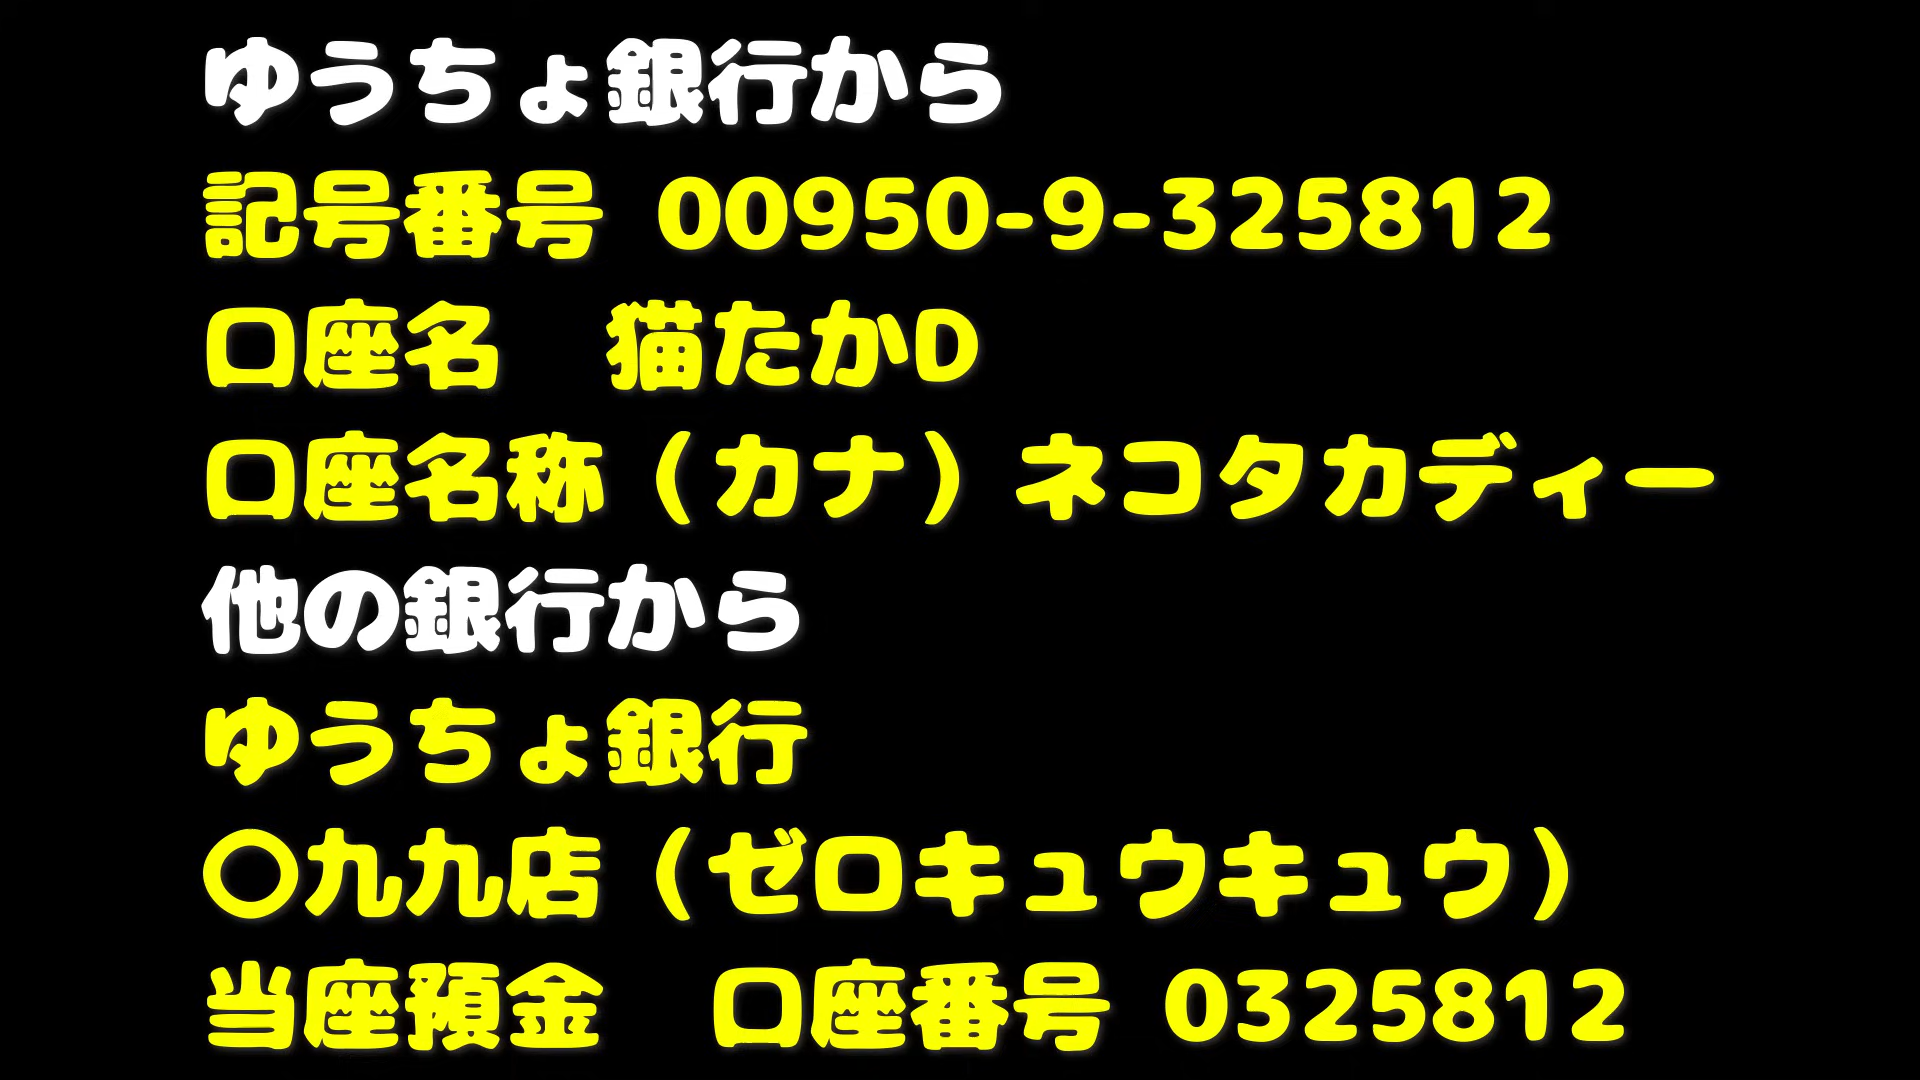 ゆうちょ銀行から
記号番号 00950-9-325812
口座名　猫たかD
口座名称（カナ）ネコタカディー
他の銀行から
ゆうちょ銀行
〇九九店（ゼロキュウキュウ）
当座預金　口座番号 0325812